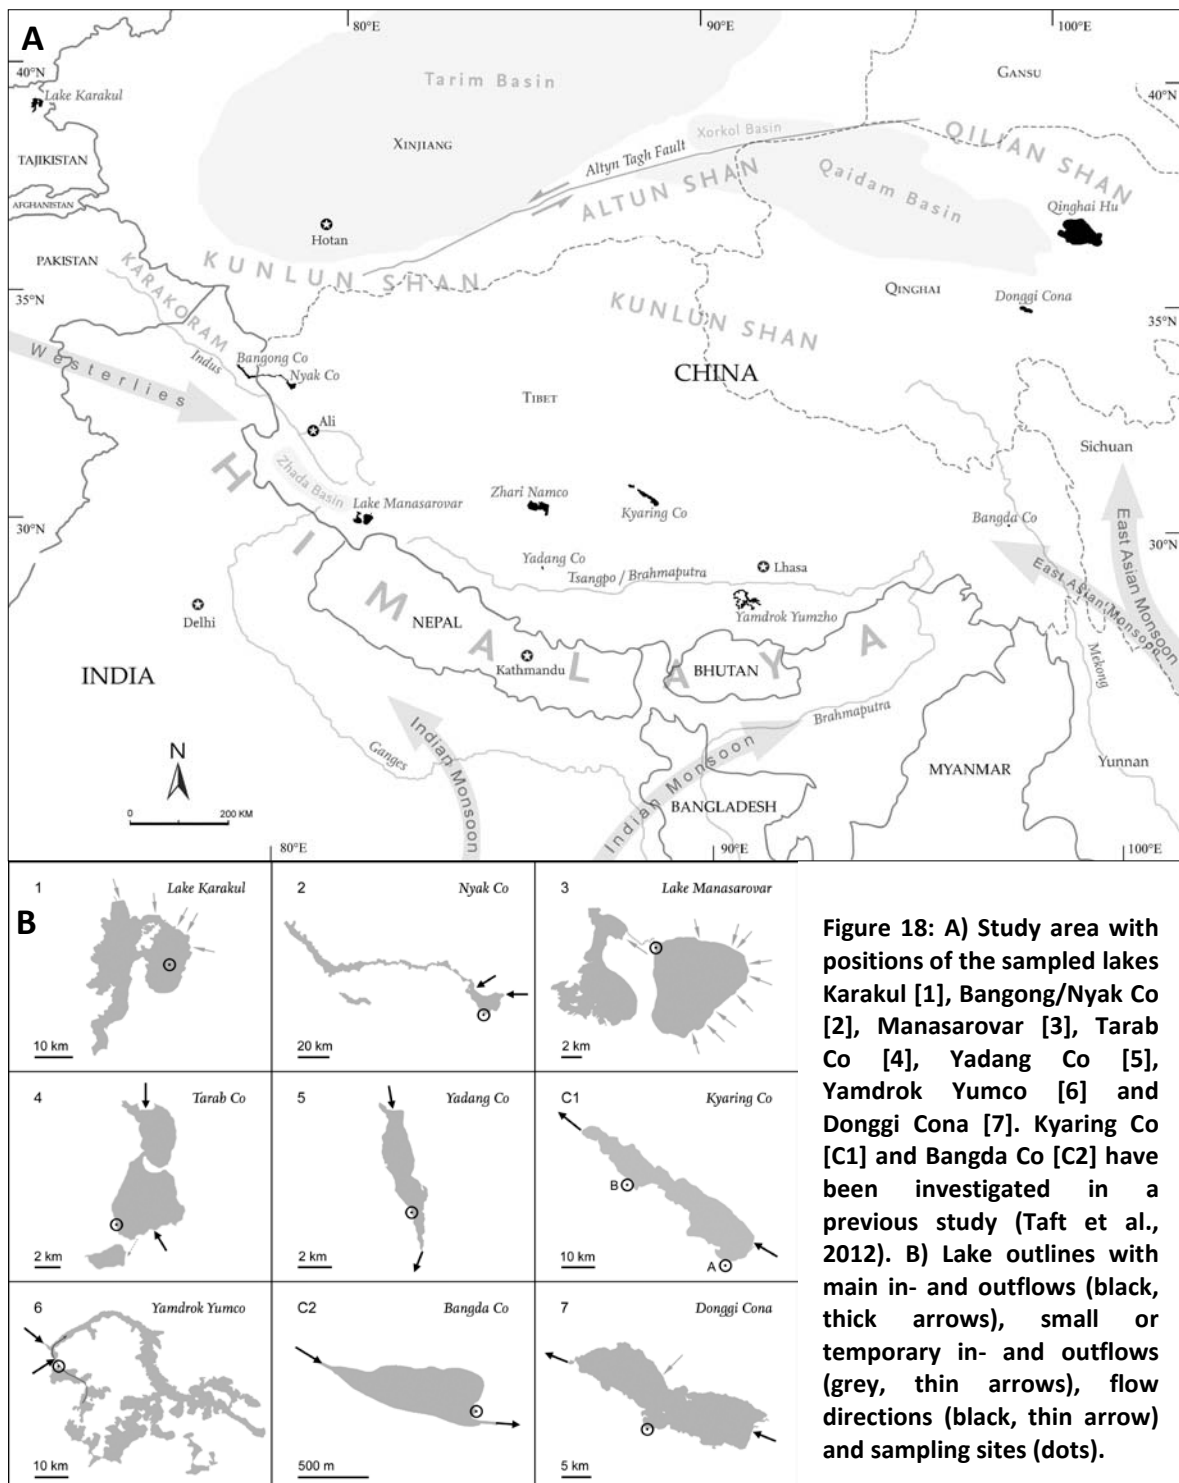 A
80°E
90°E
100°E
40°N
Lake Karakul
Tarim Basin
GANSU
40°N
TAJIKISTAN
XINJIANG
Xorkol Basin
Altyn Tagh Fault
QILIAN SHAN
ALTUN SHAN
Qaidam Basin
AFGHANISTAN
Qinghai Hu
Hotan
PAKISTAN
KUNLUN SHAN
KARAKORAM
35°N
KUNLUN SHAN
QINGHAI
Donggi Cona
35°N
Westerlies
Indus
Bangong Co
Nyak Co
CHINA
TIBET
Ali
Sichuan
Zhada Basin
Lake Manasarovar
Zhari Namco
Kyaring Co
Bangda Co
30°N
30°N
HIMALAYA
Yadang Co
Tsangpo / Brahmaputra
Lhasa
East Asian Monsoon
East Asian Monsoon
Delhi
NEPAL
Yamdrok Yumzho
Kathmandu
BHUTAN
Mekong
INDIA
Brahmaputra
N
Ganges
Indian Monsoon
Indian Monsoon
MYANMAR
Yunnan
0 200 KM
BANGLADESH
80°E
90°E
100°E
B
1 Lake Karakul
10 km
2 Nyak Co
20 km
3 Lake Manasarovar
2 km
4 Tarab Co
2 km
5 Yadang Co
2 km
C1 Kyaring Co
B
A
10 km
6 Yamdrok Yumco
10 km
C2 Bangda Co
500 m
7 Donggi Cona
5 km
Figure 18: A) Study area with
positions of the sampled lakes
Karakul [1], Bangong/Nyak Co
[2], Manasarovar [3], Tarab
Co [4], Yadang Co [5],
Yamdrok Yumco [6] and
Donggi Cona [7]. Kyaring Co
[C1] and Bangda Co [C2] have
been investigated in a
previous study (Taft et al.,
2012). B) Lake outlines with
main in- and outflows (black,
thick arrows), small or
temporary in- and outflows
(grey, thin arrows), flow
directions (black, thin arrow)
and sampling sites (dots).